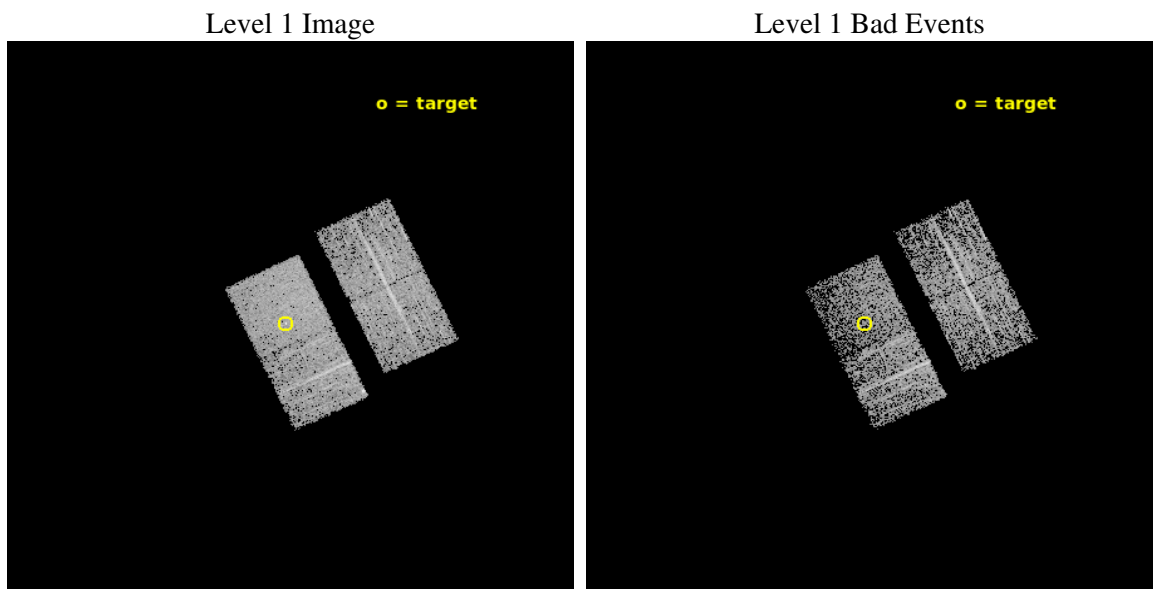 Level 1 Image
Level 1 Bad Events
o = target
o = target